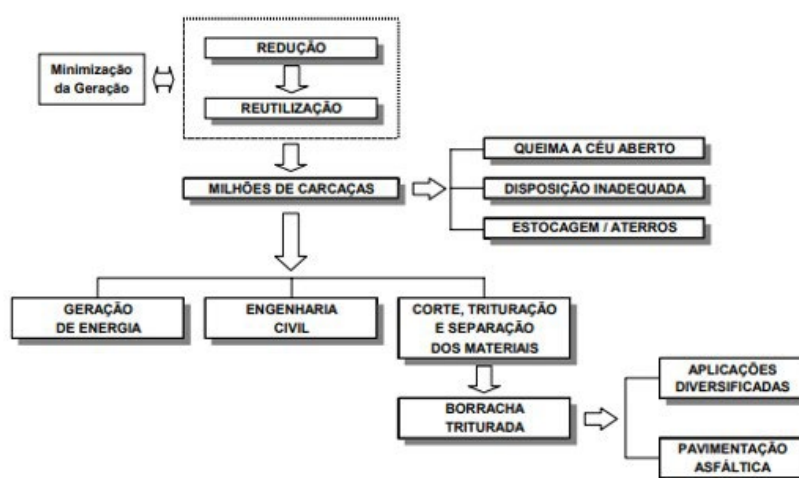 REDUÇÃO
Minimização
da Geração
REUTILIZAÇÃO
QUEIMA A CÉU ABERTO
MILHÕES DE CARCAÇAS
DISPOSIÇÃO INADEQUADA
ESTOCAGEM / ATERROS
GERAÇÃO
DE ENERGIA
ENGENHARIA
CIVIL
CORTE, TRITURAÇÃO
E SEPARAÇÃO
DOS MATERIAIS
BORRACHA
TRITURADA
APLICAÇÕES
DIVERSIFICADAS
PAVIMENTAÇÃO
ASFÁLTICA